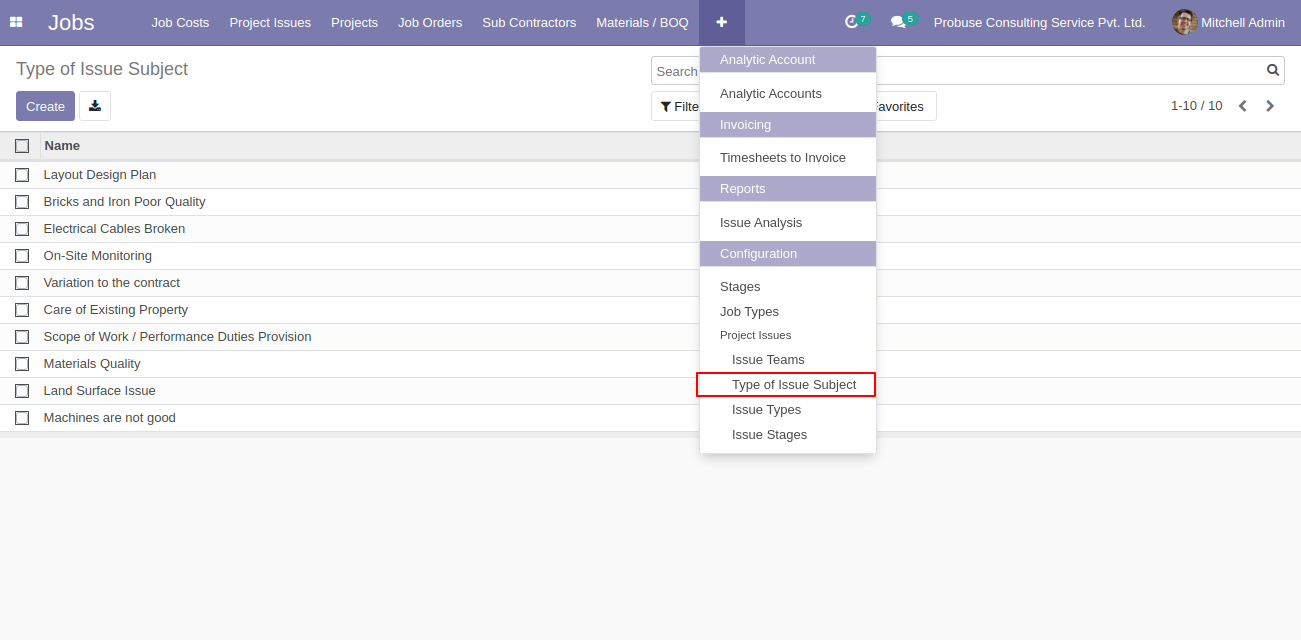 Jobs
Job Costs
Project Issues
Projects
Job Orders
Sub Contractors
Materials / BOQ
7
5
Probuse Consulting Service Pvt. Ltd.
Mitchell Admin
Type of Issue Subject
Search
Create
Filte
avorites
1-10 / 10
Name
Layout Design Plan
Bricks and Iron Poor Quality
Electrical Cables Broken
On-Site Monitoring
Variation to the contract
Care of Existing Property
Scope of Work / Performance Duties Provision
Materials Quality
Land Surface Issue
Machines are not good
Analytic Account
Analytic Accounts
Invoicing
Timesheets to Invoice
Reports
Issue Analysis
Configuration
Stages
Job Types
Project Issues
Issue Teams
Type of Issue Subject
Issue Types
Issue Stages